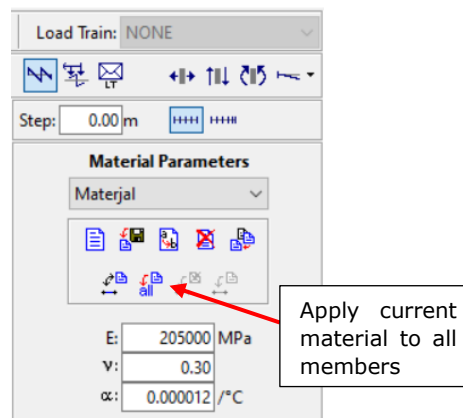 Load Train: NONE
LT
Step: 0.00 m
Material Parameters
Materjal
a b
all
E: 205000 MPa
ν: 0.30
α: 0.000012 /°C
Apply current
material to all
members